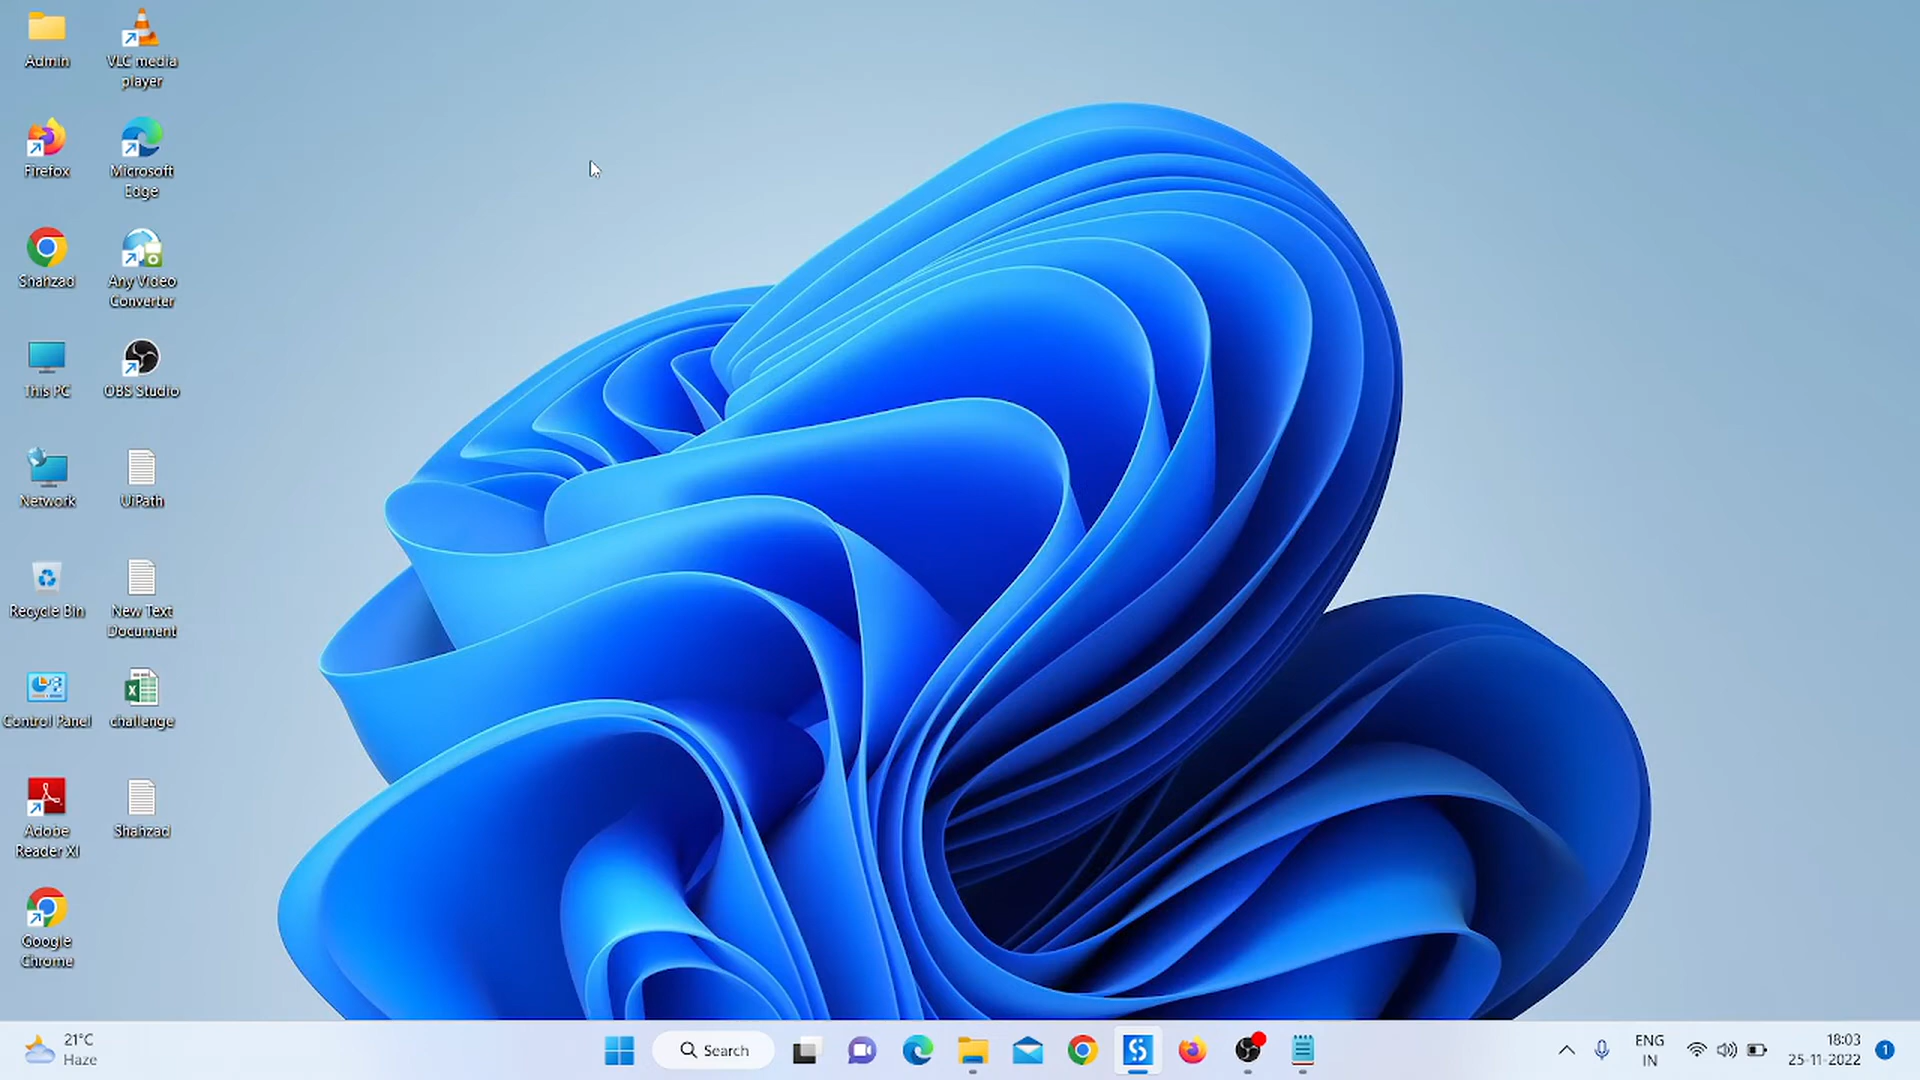 Admin
VLC media
player
Firefox
Microsoft
Edge
Shahzad
Any Video
Converter
This PC
OBS Studio
Network
UiPath
Recycle Bin
New Text
Document
Control Panel
challenge
Adobe
Reader XI
Shahzad
Google
Chrome
21°C
Haze
Search
ENG
IN
18:03
25-11-2022
1